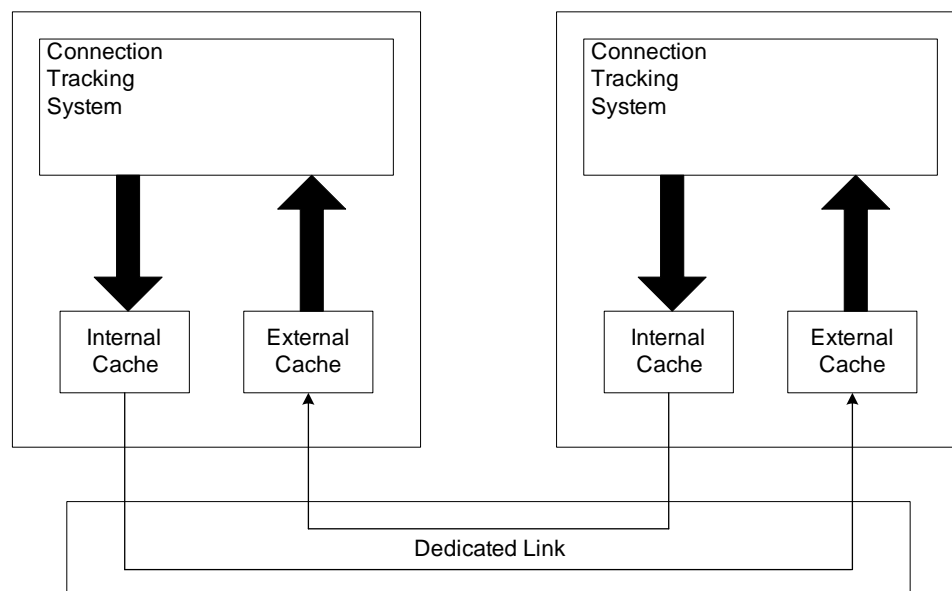 Connection
Tracking
System
Connection
Tracking
System
Internal
Cache
External
Cache
Internal
Cache
External
Cache
Dedicated Link